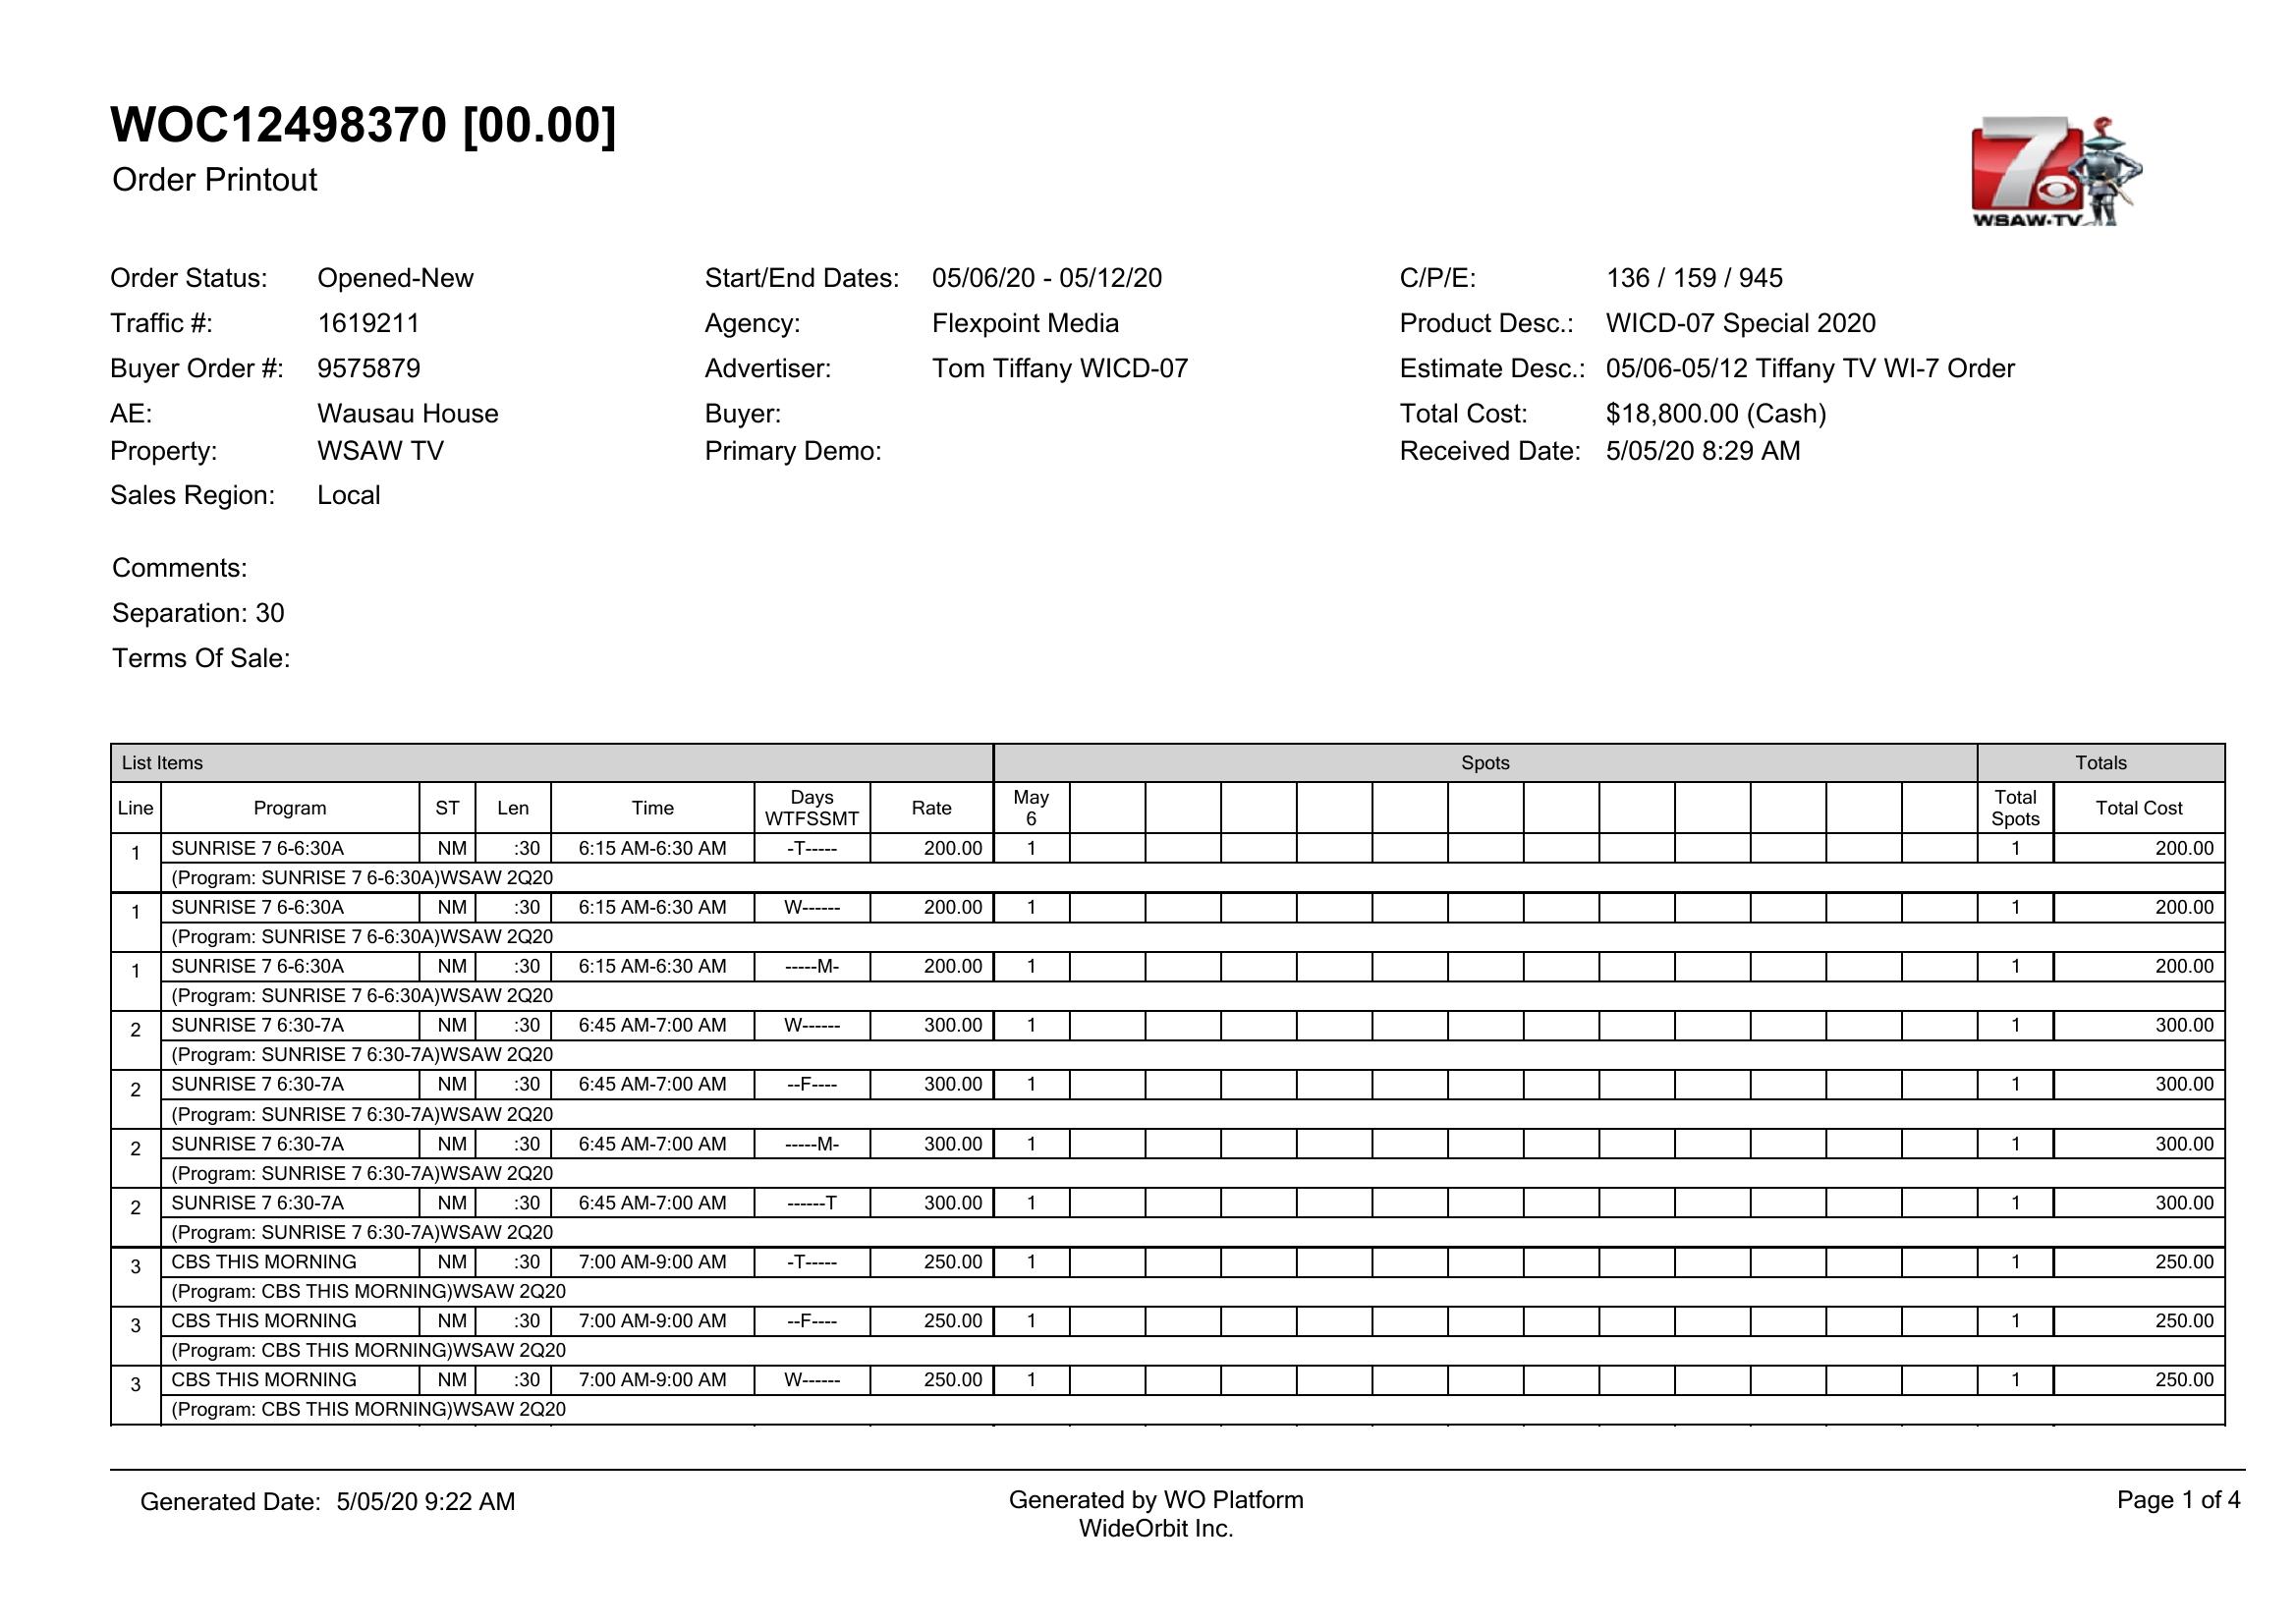 WOC12498370 [00.00]
Order Printout
7
WSAW-TV
Order Status: Opened-New Start/End Dates: 05/06/20 - 05/12/20 C/P/E: 136 / 159 / 945
Traffic #: 1619211 Agency: Flexpoint Media Product Desc.: WICD-07 Special 2020
Buyer Order #: 9575879 Advertiser: Tom Tiffany WICD-07 Estimate Desc.: 05/06-05/12 Tiffany TV WI-7 Order
AE: Wausau House Buyer: Total Cost: $18,800.00 (Cash)
Property: WSAW TV Primary Demo: Received Date: 5/05/20 8:29 AM
Sales Region: Local
Comments:
Separation: 30
Terms Of Sale:
List Items Spots Totals
Line Program ST Len Time Days WTFSSMT Rate May 6 Total Spots Total Cost
1 SUNRISE 7 6-6:30A NM :30 6:15 AM-6:30 AM -T----- 200.00 1 1 200.00
(Program: SUNRISE 7 6-6:30A)WSAW 2Q20
1 SUNRISE 7 6-6:30A NM :30 6:15 AM-6:30 AM W------ 200.00 1 1 200.00
(Program: SUNRISE 7 6-6:30A)WSAW 2Q20
1 SUNRISE 7 6-6:30A NM :30 6:15 AM-6:30 AM -----M- 200.00 1 1 200.00
(Program: SUNRISE 7 6-6:30A)WSAW 2Q20
2 SUNRISE 7 6:30-7A NM :30 6:45 AM-7:00 AM W------ 300.00 1 1 300.00
(Program: SUNRISE 7 6:30-7A)WSAW 2Q20
2 SUNRISE 7 6:30-7A NM :30 6:45 AM-7:00 AM --F---- 300.00 1 1 300.00
(Program: SUNRISE 7 6:30-7A)WSAW 2Q20
2 SUNRISE 7 6:30-7A NM :30 6:45 AM-7:00 AM -----M- 300.00 1 1 300.00
(Program: SUNRISE 7 6:30-7A)WSAW 2Q20
2 SUNRISE 7 6:30-7A NM :30 6:45 AM-7:00 AM ------T 300.00 1 1 300.00
(Program: SUNRISE 7 6:30-7A)WSAW 2Q20
3 CBS THIS MORNING NM :30 7:00 AM-9:00 AM -T----- 250.00 1 1 250.00
(Program: CBS THIS MORNING)WSAW 2Q20
3 CBS THIS MORNING NM :30 7:00 AM-9:00 AM --F---- 250.00 1 1 250.00
(Program: CBS THIS MORNING)WSAW 2Q20
3 CBS THIS MORNING NM :30 7:00 AM-9:00 AM W------ 250.00 1 1 250.00
(Program: CBS THIS MORNING)WSAW 2Q20
Generated Date: 5/05/20 9:22 AM Generated by WO Platform Page 1 of 4
WideOrbit Inc.